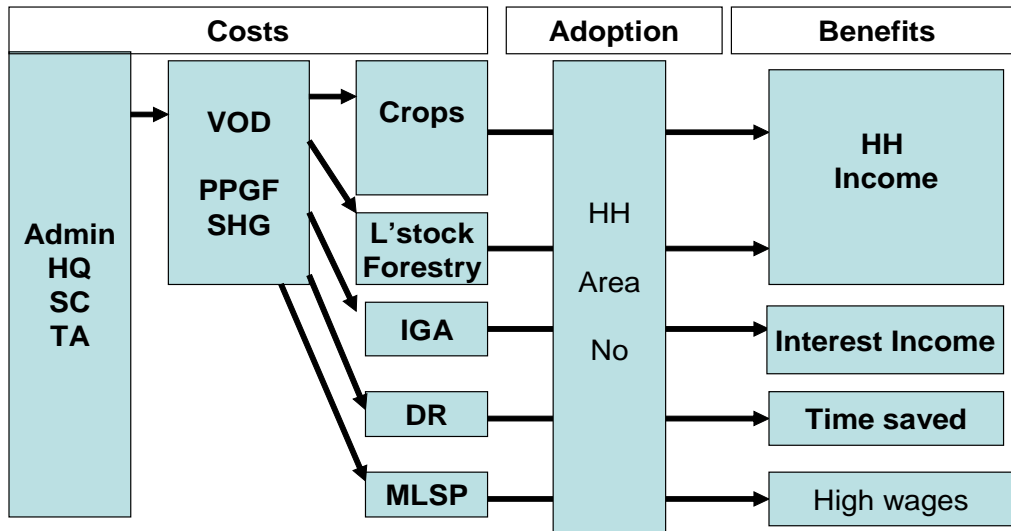 Costs
Adoption
Benefits
Admin
HQ
SC
TA
VOD
PPGF
SHG
Crops
L'stock
Forestry
IGA
DR
MLSP
HH
Area
No
HH
Income
Interest Income
Time saved
High wages